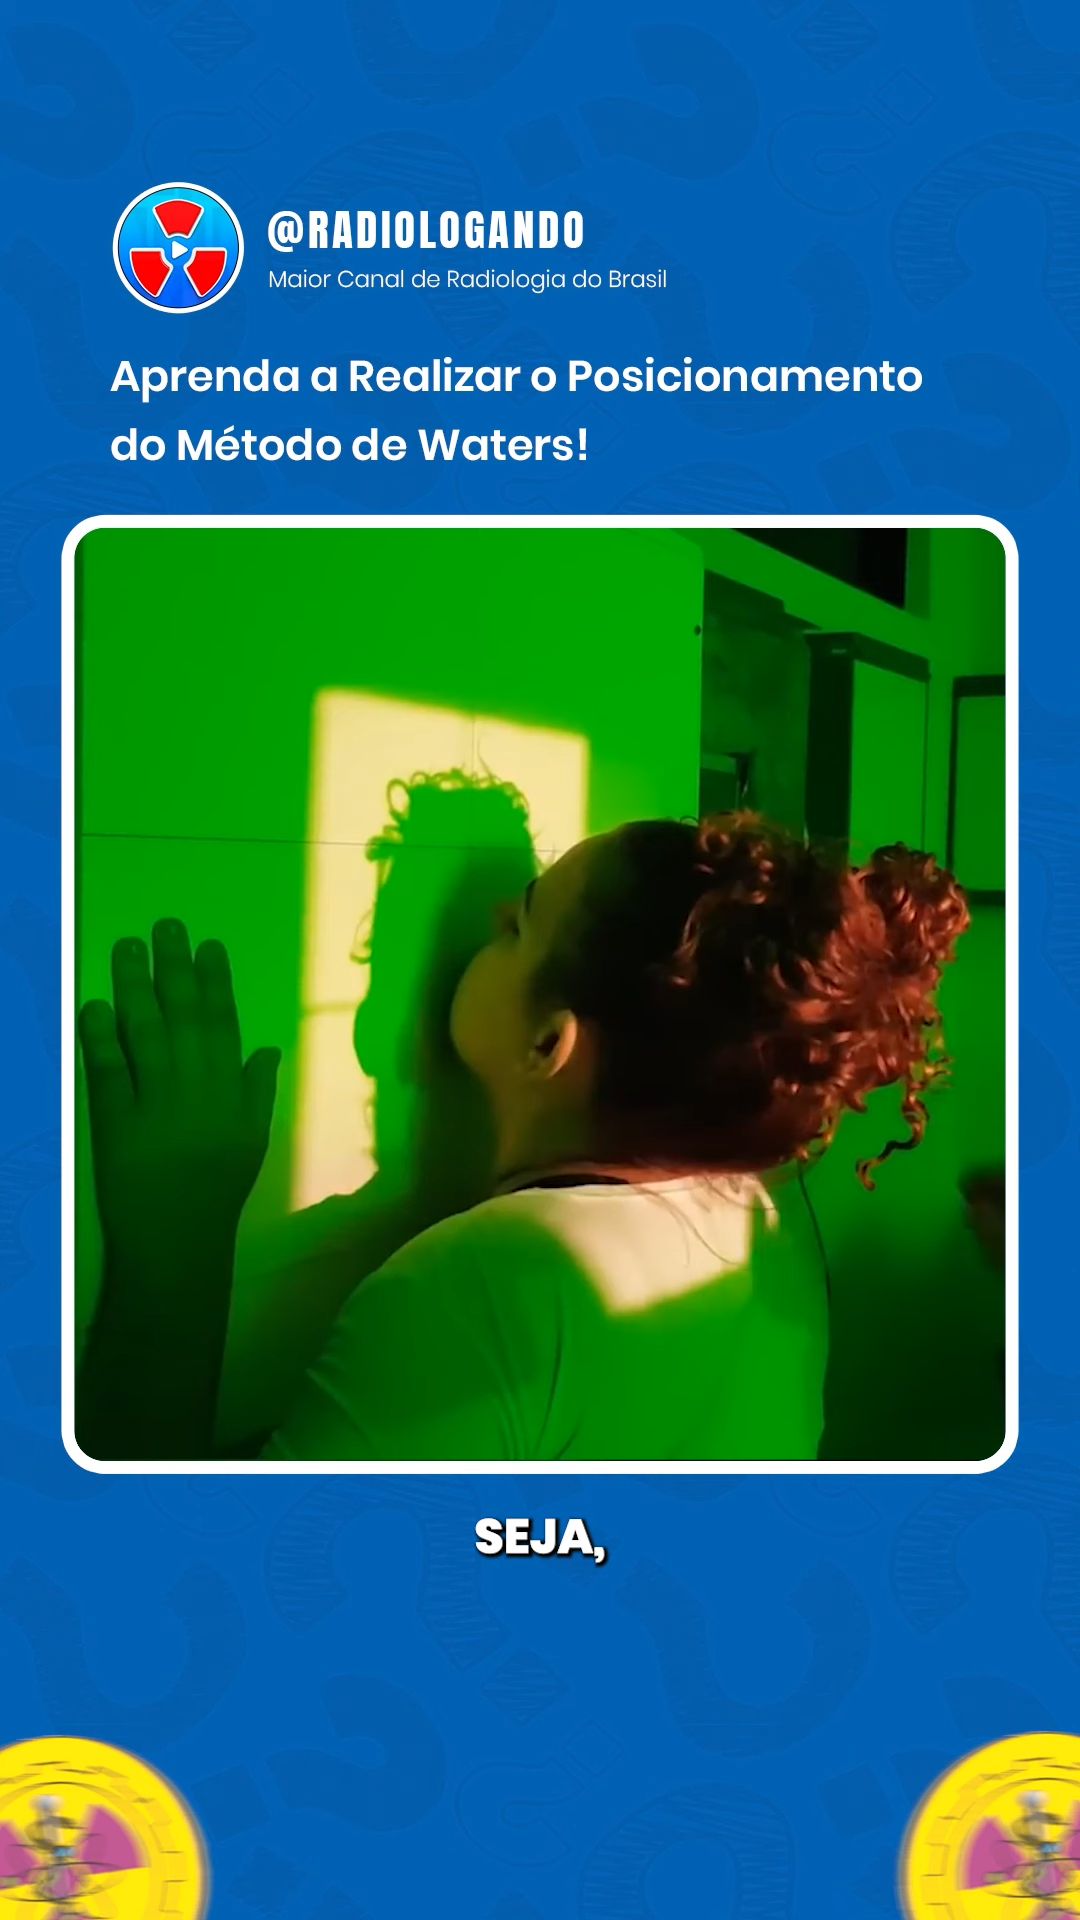 @RADIOLOGANDO
Maior Canal de Radiologia do Brasil
Aprenda a Realizar o Posicionamento
do Método de Waters!
SEJA,